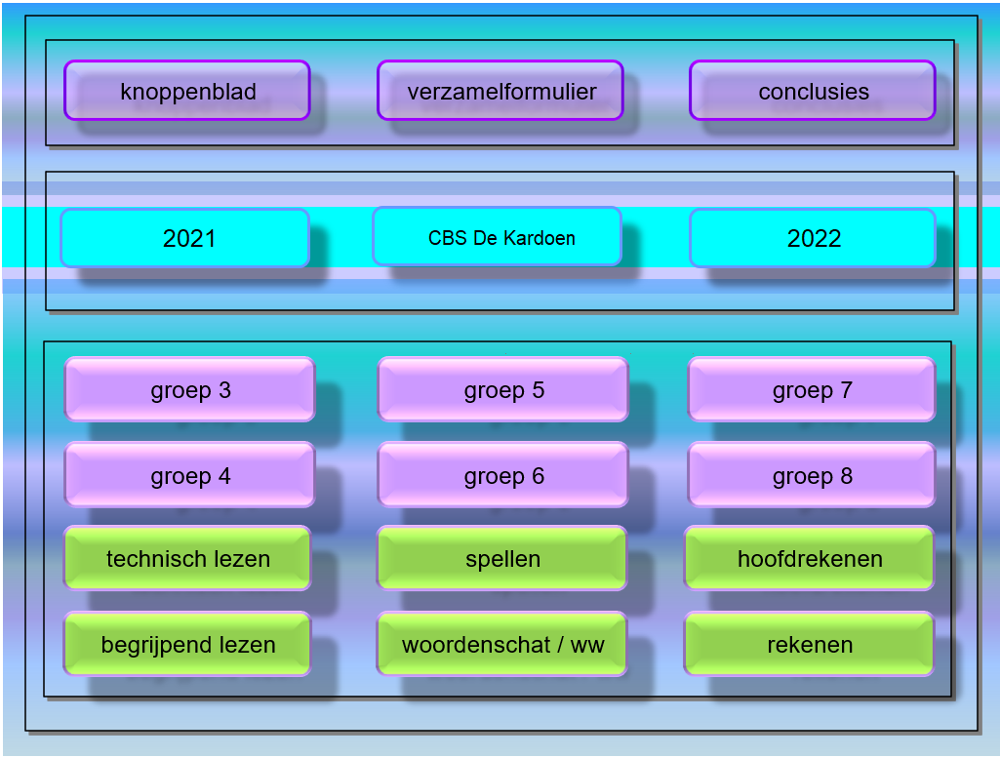 knoppenblad verzamelformulier conclusies
2021 CBS De Kardoen 2022
groep 3 groep 5 groep 7
groep 4 groep 6 groep 8
technisch lezen spellen hoofdrekenen
begrijpend lezen woordenschat / ww rekenen